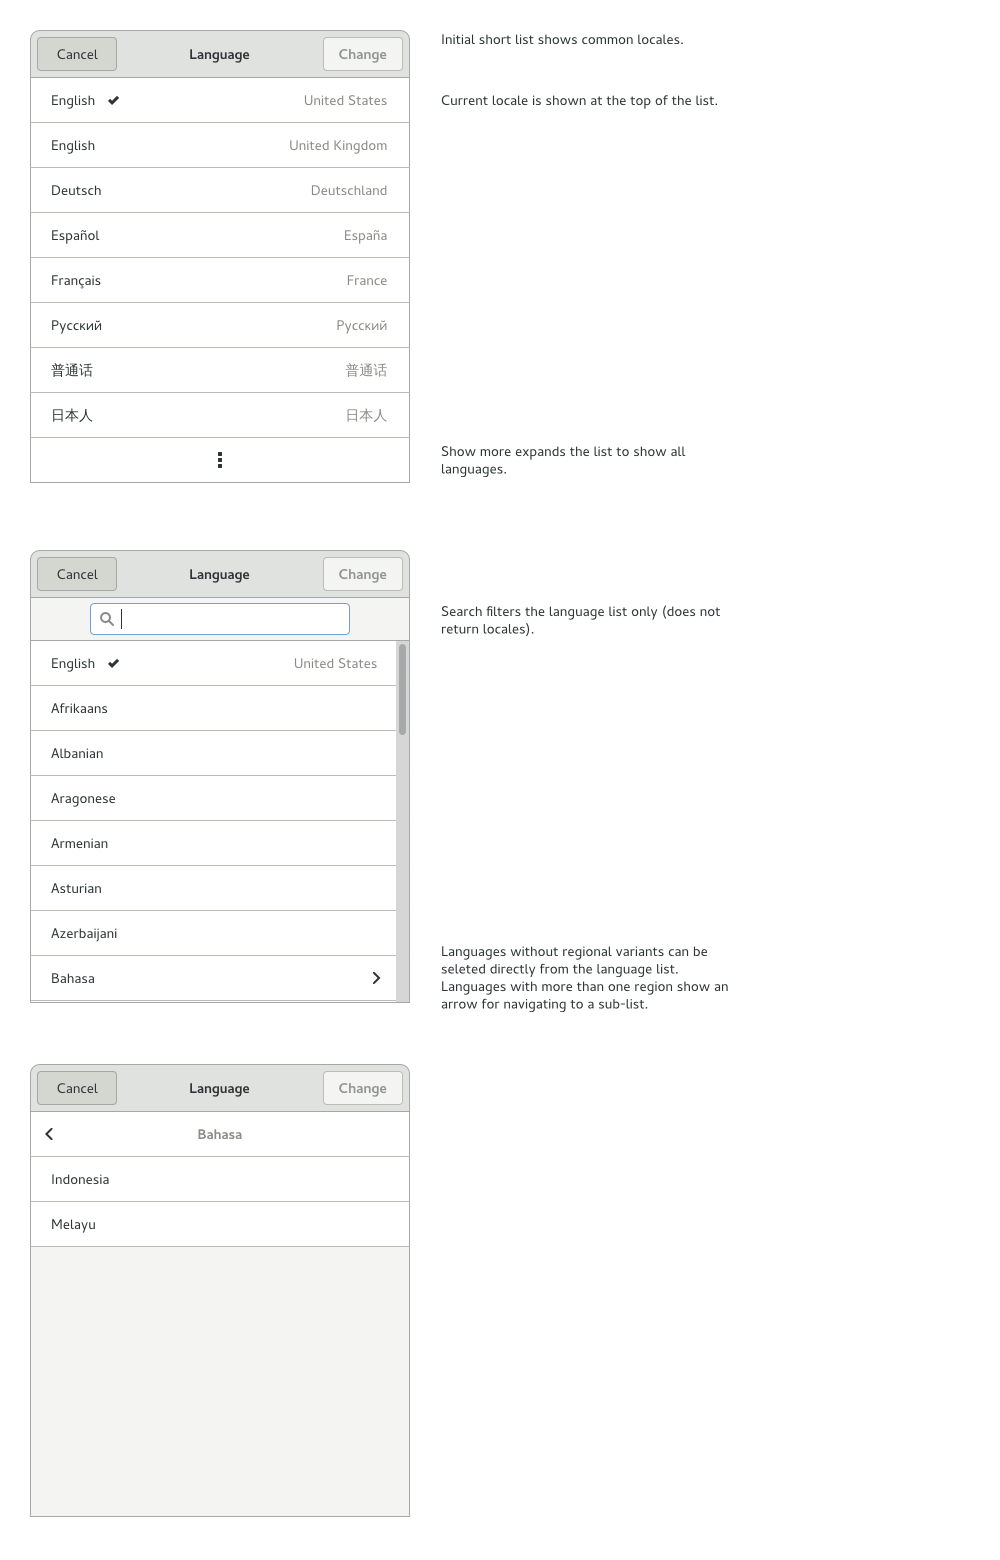 Cancel Language Change
Initial short list shows common locales.
English United States
Current locale is shown at the top of the list.
English United Kingdom
Deutsch Deutschland
Español España
Français France
Русский Русский
普通话 普通话
日本人 日本人
Show more expands the list to show all
languages.
Cancel Language Change
Search filters the language list only (does not
return locales).
English United States
Afrikaans
Albanian
Aragonese
Armenian
Asturian
Azerbaijani
Bahasa
Languages without regional variants can be
seleted directly from the language list.
Languages with more than one region show an
arrow for navigating to a sub-list.
Cancel Language Change
Bahasa
Indonesia
Melayu